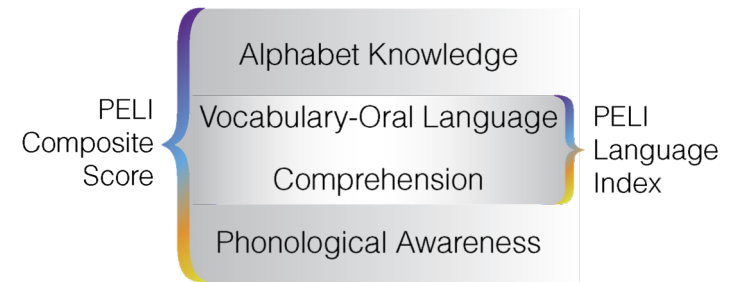 PELI
Composite
Score
Alphabet Knowledge
Vocabulary-Oral Language
Comprehension
Phonological Awareness
PELI
Language
Index